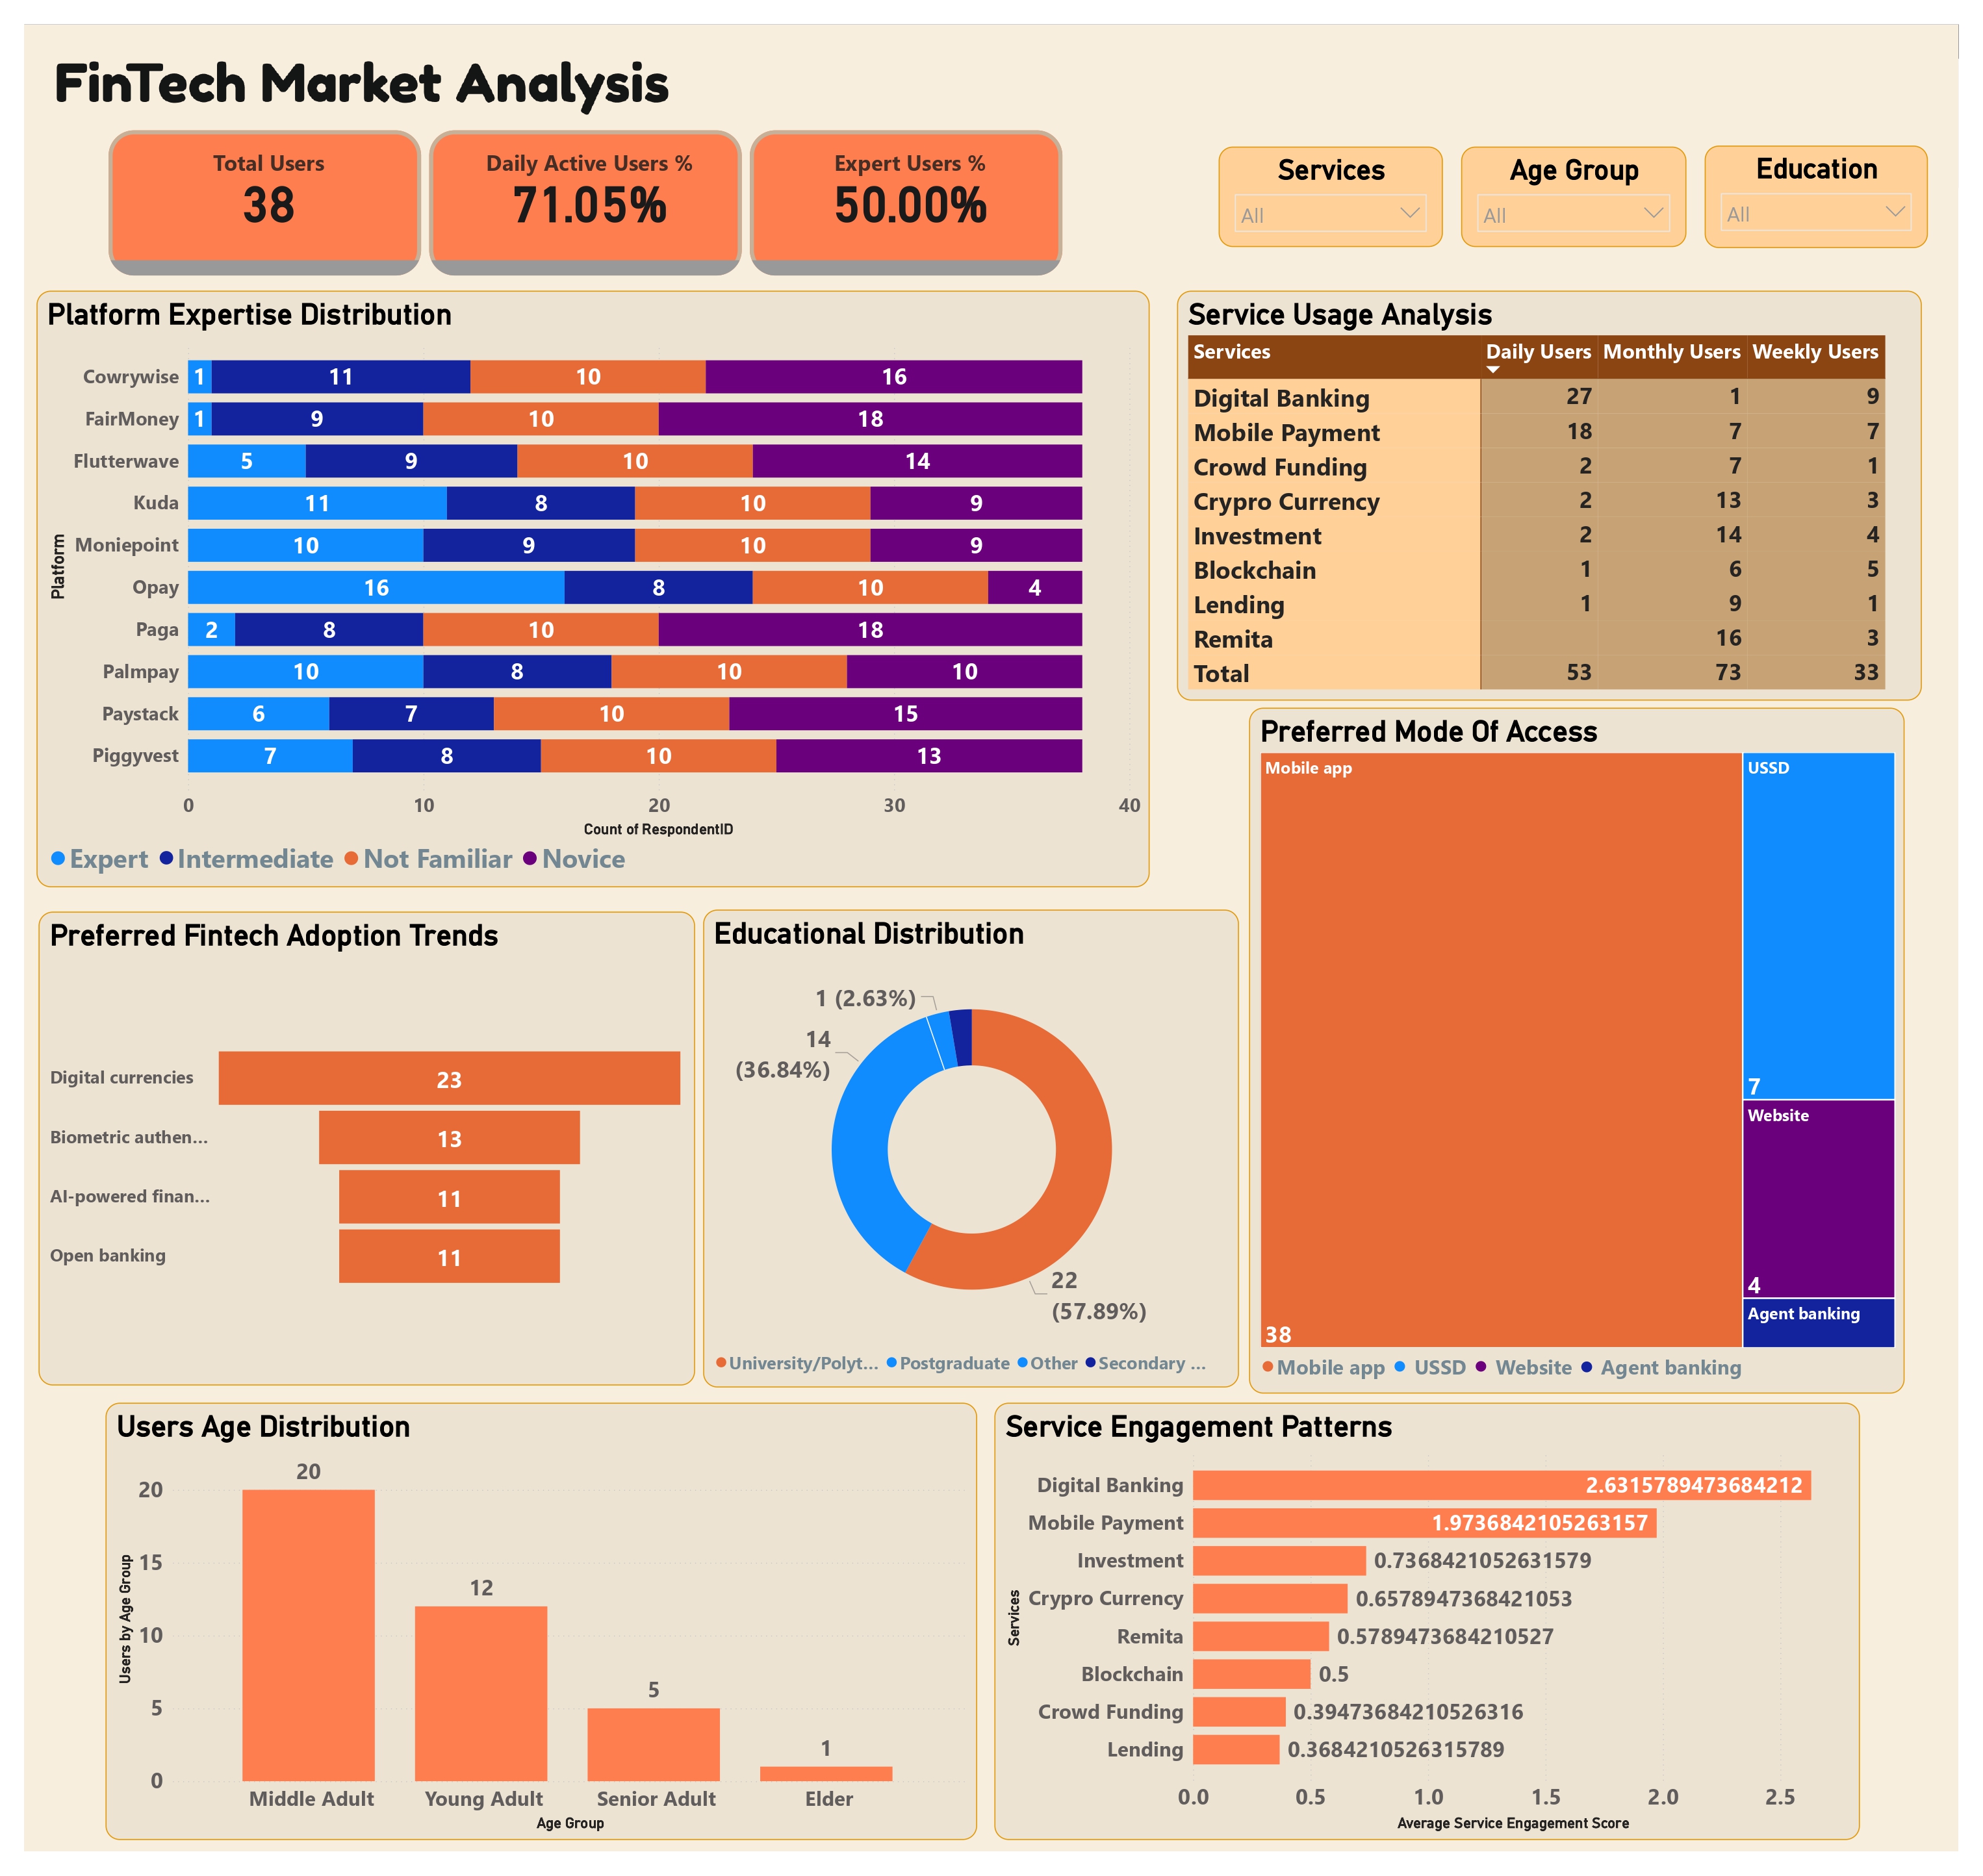 FinTech Market Analysis
Total Users
38
Daily Active Users %
71.05%
Expert Users %
50.00%
Services
All
Age Group
All
Education
All
Platform Expertise Distribution
Platform
Cowrywise 1 11 10 16
FairMoney 1 9 10 18
Flutterwave 5 9 10 14
Kuda 11 8 10 9
Moniepoint 10 9 10 9
Opay 16 8 10 4
Paga 2 8 10 18
Palmpay 10 8 10 10
Paystack 6 7 10 15
Piggyvest 7 8 10 13
0 10 20 30 40
Count of RespondentID
Expert Intermediate Not Familiar Novice
Service Usage Analysis
Services Daily Users Monthly Users Weekly Users
Digital Banking 27 1 9
Mobile Payment 18 7 7
Crowd Funding 2 7 1
Crypro Currency 2 13 3
Investment 2 14 4
Blockchain 1 6 5
Lending 1 9 1
Remita 16 3
Total 53 73 33
Preferred Mode Of Access
Mobile app
38
USSD
7
Website
4
Agent banking
Mobile app USSD Website Agent banking
Preferred Fintech Adoption Trends
Digital currencies 23
Biometric authen... 13
AI-powered finan... 11
Open banking 11
Educational Distribution
1 (2.63%)
14
(36.84%)
22
(57.89%)
University/Polyt... Postgraduate Other Secondary ...
Users Age Distribution
Users by Age Group
20
15
10
5
0
20
12
5
1
Middle Adult Young Adult Senior Adult Elder
Age Group
Service Engagement Patterns
Services
Digital Banking 2.6315789473684212
Mobile Payment 1.9736842105263157
Investment 0.7368421052631579
Crypro Currency 0.6578947368421053
Remita 0.5789473684210527
Blockchain 0.5
Crowd Funding 0.39473684210526316
Lending 0.3684210526315789
0.0 0.5 1.0 1.5 2.0 2.5
Average Service Engagement Score